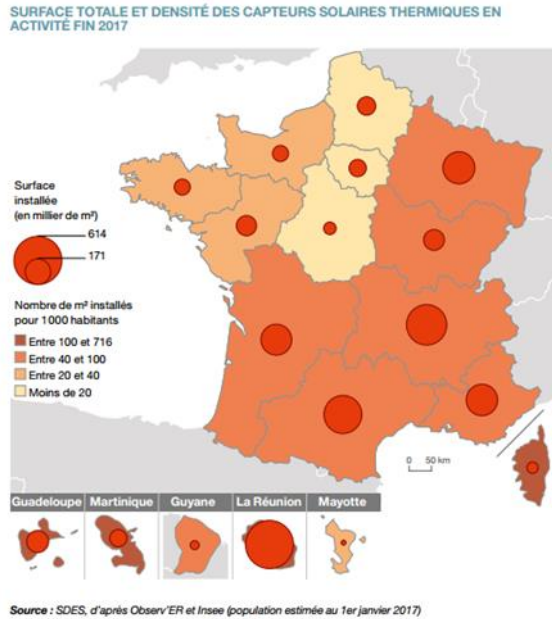 SURFACE TOTALE ET DENSITÉ DES CAPTEURS SOLAIRES THERMIQUES EN
ACTIVITÉ FIN 2017
Surface
installée
(en millier de m²)
614
171
Nombre de m² installés
pour 1000 habitants
Entre 100 et 716
Entre 40 et 100
Entre 20 et 40
Moins de 20
0 50 km
Guadeloupe Martinique Guyane La Réunion Mayotte
Source : SDES, d'après Observ'ER et Insee (population estimée au 1er janvier 2017)